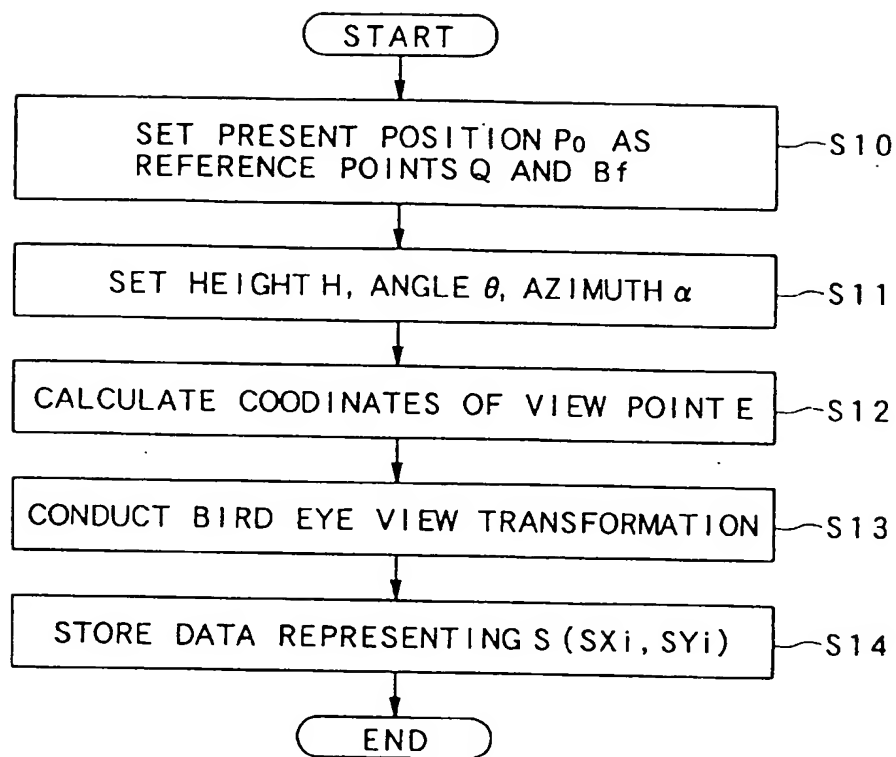 START
SET PRESENT POSITION Po AS
REFERENCE POINTS Q AND Bf
S10
SET HEIGHT H, ANGLE θ, AZIMUTH α
S11
CALCULATE COODINATES OF VIEW POINT E
S12
CONDUCT BIRD EYE VIEW TRANSFORMATION
S13
STORE DATA REPRESENTING S (SXi, SYi)
S14
END